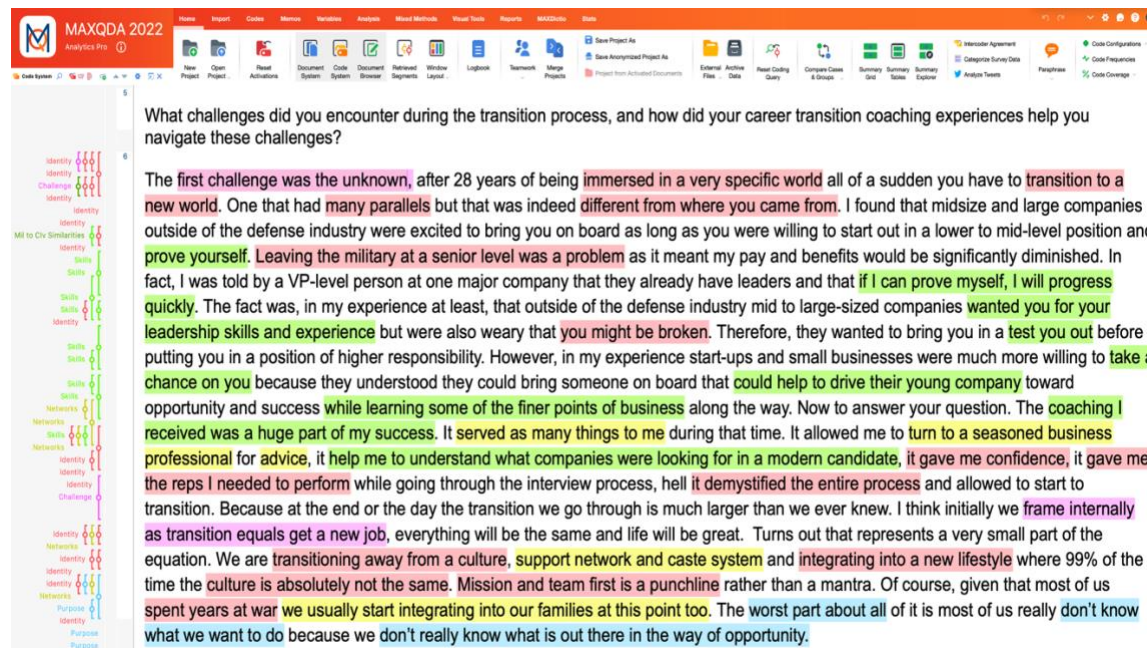 MAXQDA 2022
Analytics Pro
Home Import Codes Memos Variables Analysis Mixed Methods Visual Tools Reports MAXDictio Stats
New Project
Open Project
Reset Activations
Document System
Code System
Document Browser
Retrieved Segments
Window Layout
Logbook
Teamwork
Merge Projects
Save Project As
Save Anonymized Project As
Project from Activated Documents
External Files
Archive Data
Reset Coding Query
Compare Cases & Groups
Summary Grid
Summary Tables
Summary Explorer
Intercoder Agreement
Categorize Survey Data
Analyze Tweets
Paraphrase
Code Configurations
Code Frequencies
Code Coverage
Code System
5
What challenges did you encounter during the transition process, and how did your career transition coaching experiences help you
navigate these challenges?
6
The first challenge was the unknown, after 28 years of being immersed in a very specific world all of a sudden you have to transition to a
new world. One that had many parallels but that was indeed different from where you came from. I found that midsize and large companies
outside of the defense industry were excited to bring you on board as long as you were willing to start out in a lower to mid-level position and
prove yourself. Leaving the military at a senior level was a problem as it meant my pay and benefits would be significantly diminished. In
fact, I was told by a VP-level person at one major company that they already have leaders and that if I can prove myself, I will progress
quickly. The fact was, in my experience at least, that outside of the defense industry mid to large-sized companies wanted you for your
leadership skills and experience but were also weary that you might be broken. Therefore, they wanted to bring you in a test you out before
putting you in a position of higher responsibility. However, in my experience start-ups and small businesses were much more willing to take a
chance on you because they understood they could bring someone on board that could help to drive their young company toward
opportunity and success while learning some of the finer points of business along the way. Now to answer your question. The coaching I
received was a huge part of my success. It served as many things to me during that time. It allowed me to turn to a seasoned business
professional for advice, it help me to understand what companies were looking for in a modern candidate, it gave me confidence, it gave me
the reps I needed to perform while going through the interview process, hell it demystified the entire process and allowed to start to
transition. Because at the end or the day the transition we go through is much larger than we ever knew. I think initially we frame internally
as transition equals get a new job, everything will be the same and life will be great. Turns out that represents a very small part of the
equation. We are transitioning away from a culture, support network and caste system and integrating into a new lifestyle where 99% of the
time the culture is absolutely not the same. Mission and team first is a punchline rather than a mantra. Of course, given that most of us
spent years at war we usually start integrating into our families at this point too. The worst part about all of it is most of us really don't know
what we want to do because we don't really know what is out there in the way of opportunity.
Identity
Identity
Challenge
Identity
Identity
Identity
Mil to Civ Similarities
Identity
Skills
Skills
Skills
Skills
Identity
Skills
Skills
Skills
Skills
Networks
Networks
Skills
Networks
Identity
Identity
Identity
Challenge
Identity
Networks
Identity
Identity
Identity
Networks
Purpose
Identity
Purpose
Purpose